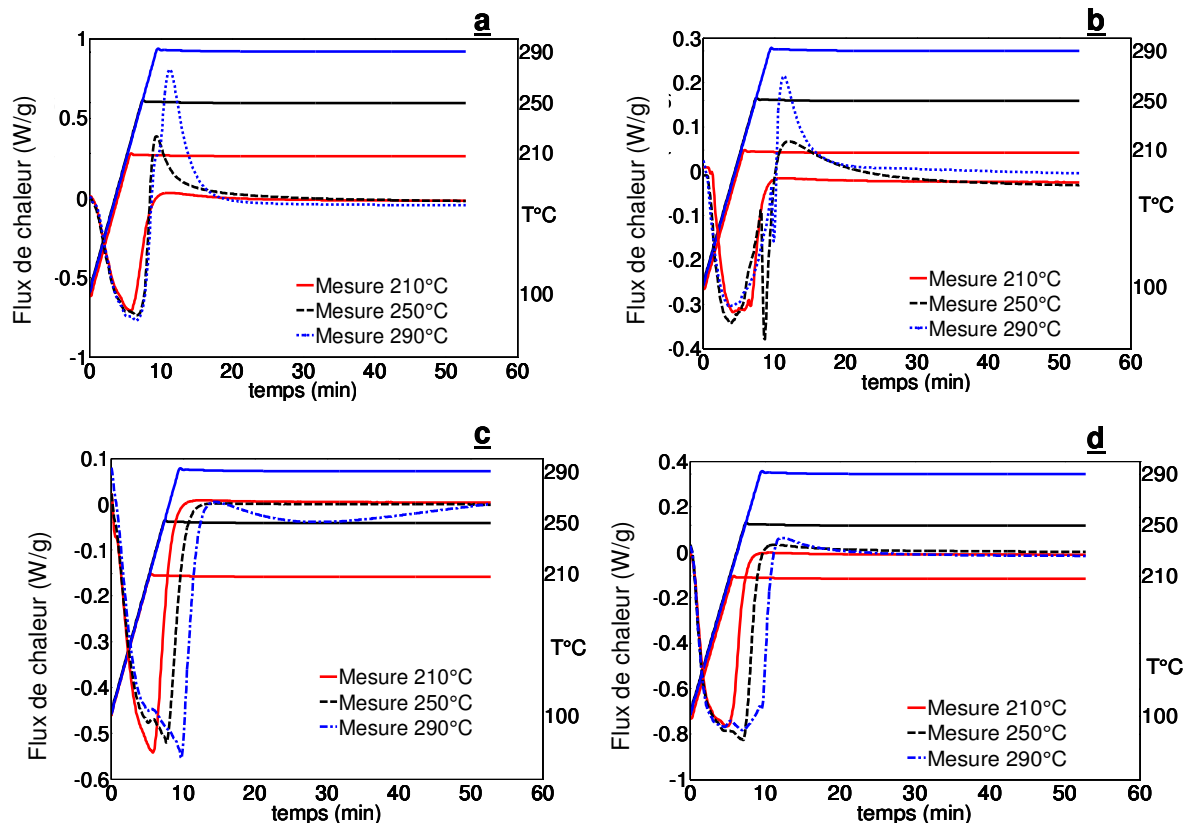 a
1
0.5
0
-0.5
-1
Flux de chaleur (W/g)
290
250
210
T°C
100
Mesure 210°C
Mesure 250°C
Mesure 290°C
0 10 20 30 40 50 60
temps (min)
b
0.3
0.2
0.1
0
-0.1
-0.2
-0.3
-0.4
Flux de chaleur (W/g)
290
250
210
T°C
100
Mesure 210°C
Mesure 250°C
Mesure 290°C
0 10 20 30 40 50 60
temps (min)
c
0.1
0
-0.1
-0.2
-0.3
-0.4
-0.5
-0.6
Flux de chaleur (W/g)
290
250
210
T°C
100
Mesure 210°C
Mesure 250°C
Mesure 290°C
0 10 20 30 40 50 60
temps (min)
d
0.4
0.2
0
-0.2
-0.4
-0.6
-0.8
-1
Flux de chaleur (W/g)
290
250
210
T°C
100
Mesure 210°C
Mesure 250°C
Mesure 290°C
0 10 20 30 40 50 60
temps (min)